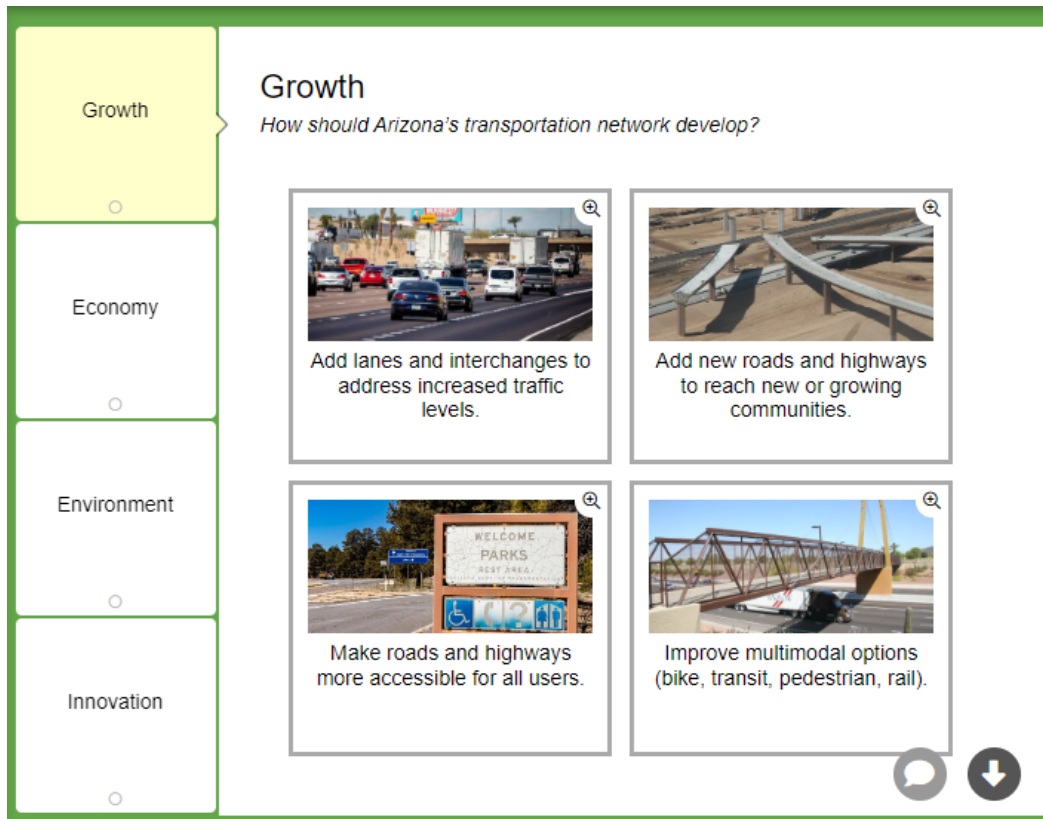 Growth
Economy
Environment
Innovation
Growth
How should Arizona's transportation network develop?
Add lanes and interchanges to
address increased traffic
levels.
Add new roads and highways
to reach new or growing
communities.
WELCOME
PARKS
REST AREA
Make roads and highways
more accessible for all users.
Improve multimodal options
(bike, transit, pedestrian, rail).